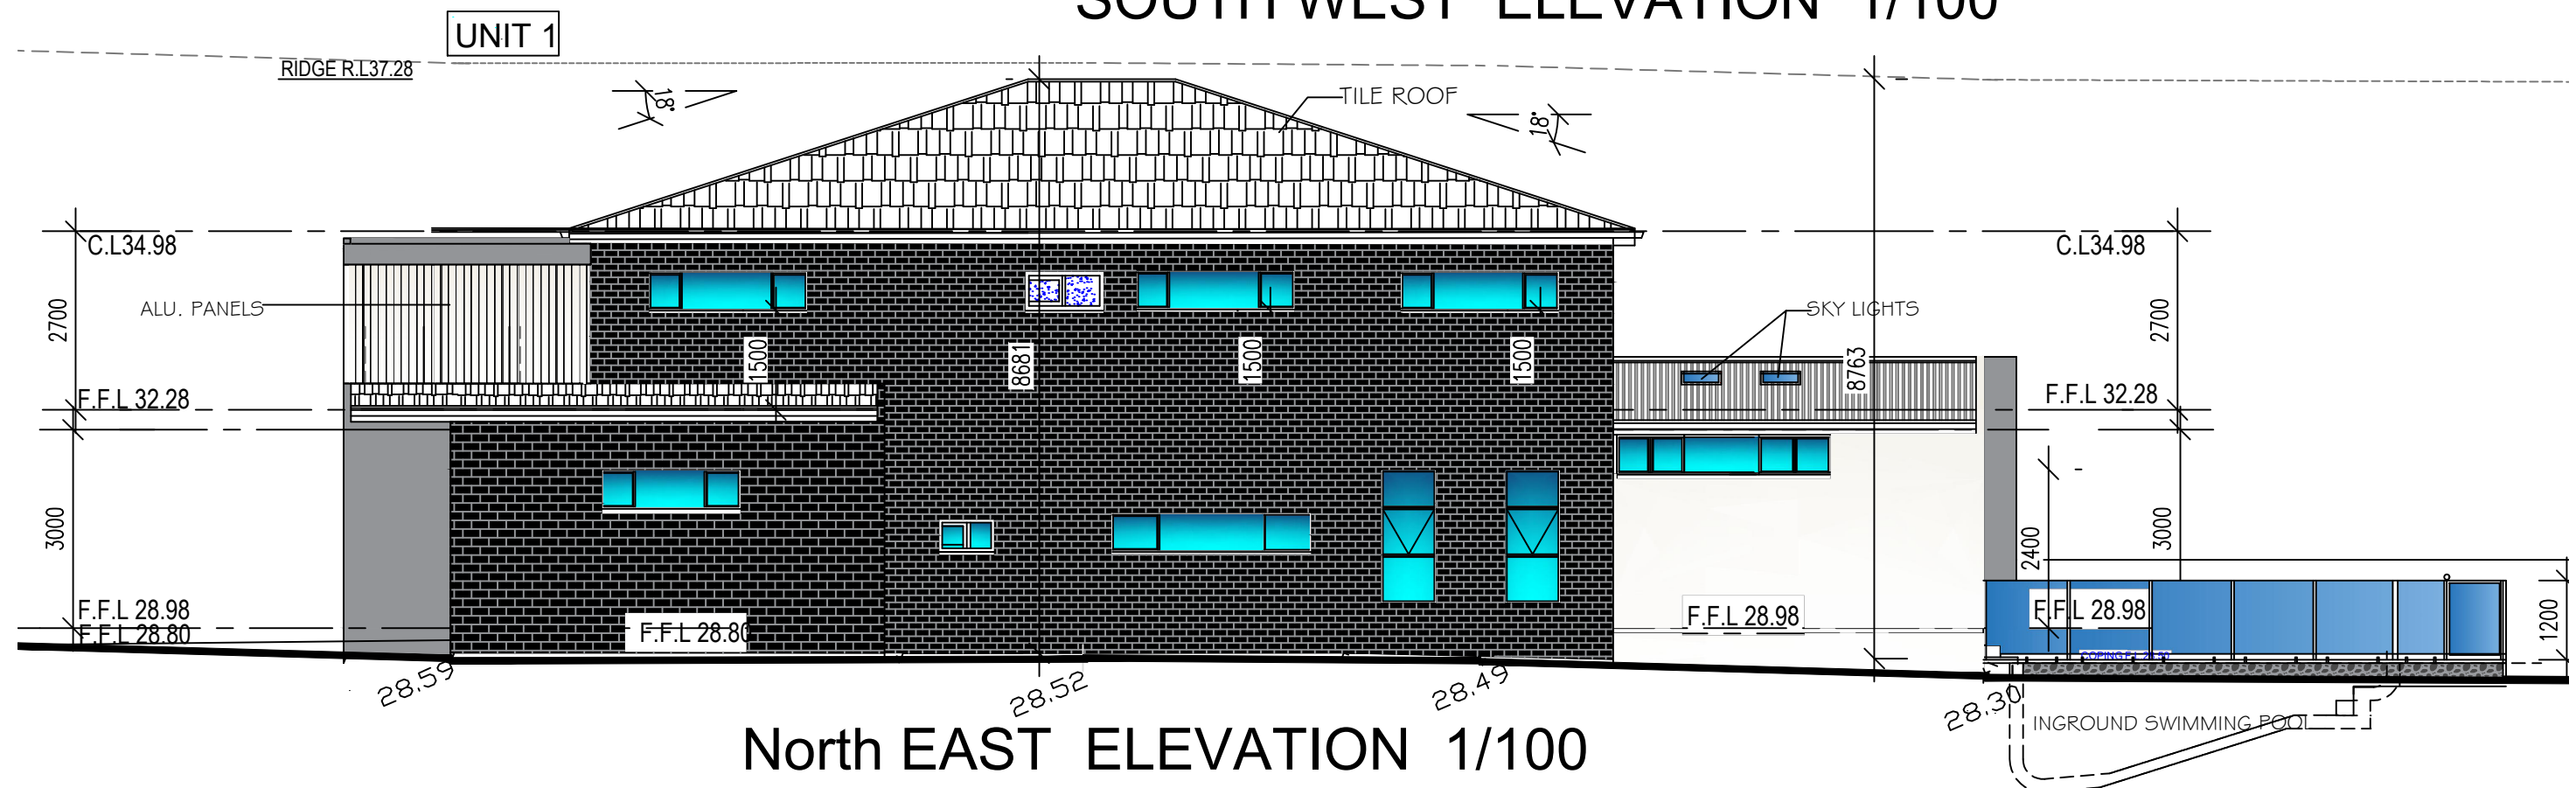 SOUTH WEST ELEVATION 1/100
UNIT 1
RIDGE R.L37.28
18°
TILE ROOF
18°
C.L34.98
C.L34.98
2700
ALU. PANELS
SKY LIGHTS
2700
1500
8681
1500
1500
8763
F.F.L 32.28
F.F.L 32.28
3000
2400
3000
F.F.L 28.98
F.F.L 28.80
F.F.L 28.80
F.F.L 28.98
F.F.L 28.98
1200
28.59
28.52
28.49
28.30
INGROUND SWIMMING POOL
North EAST ELEVATION 1/100